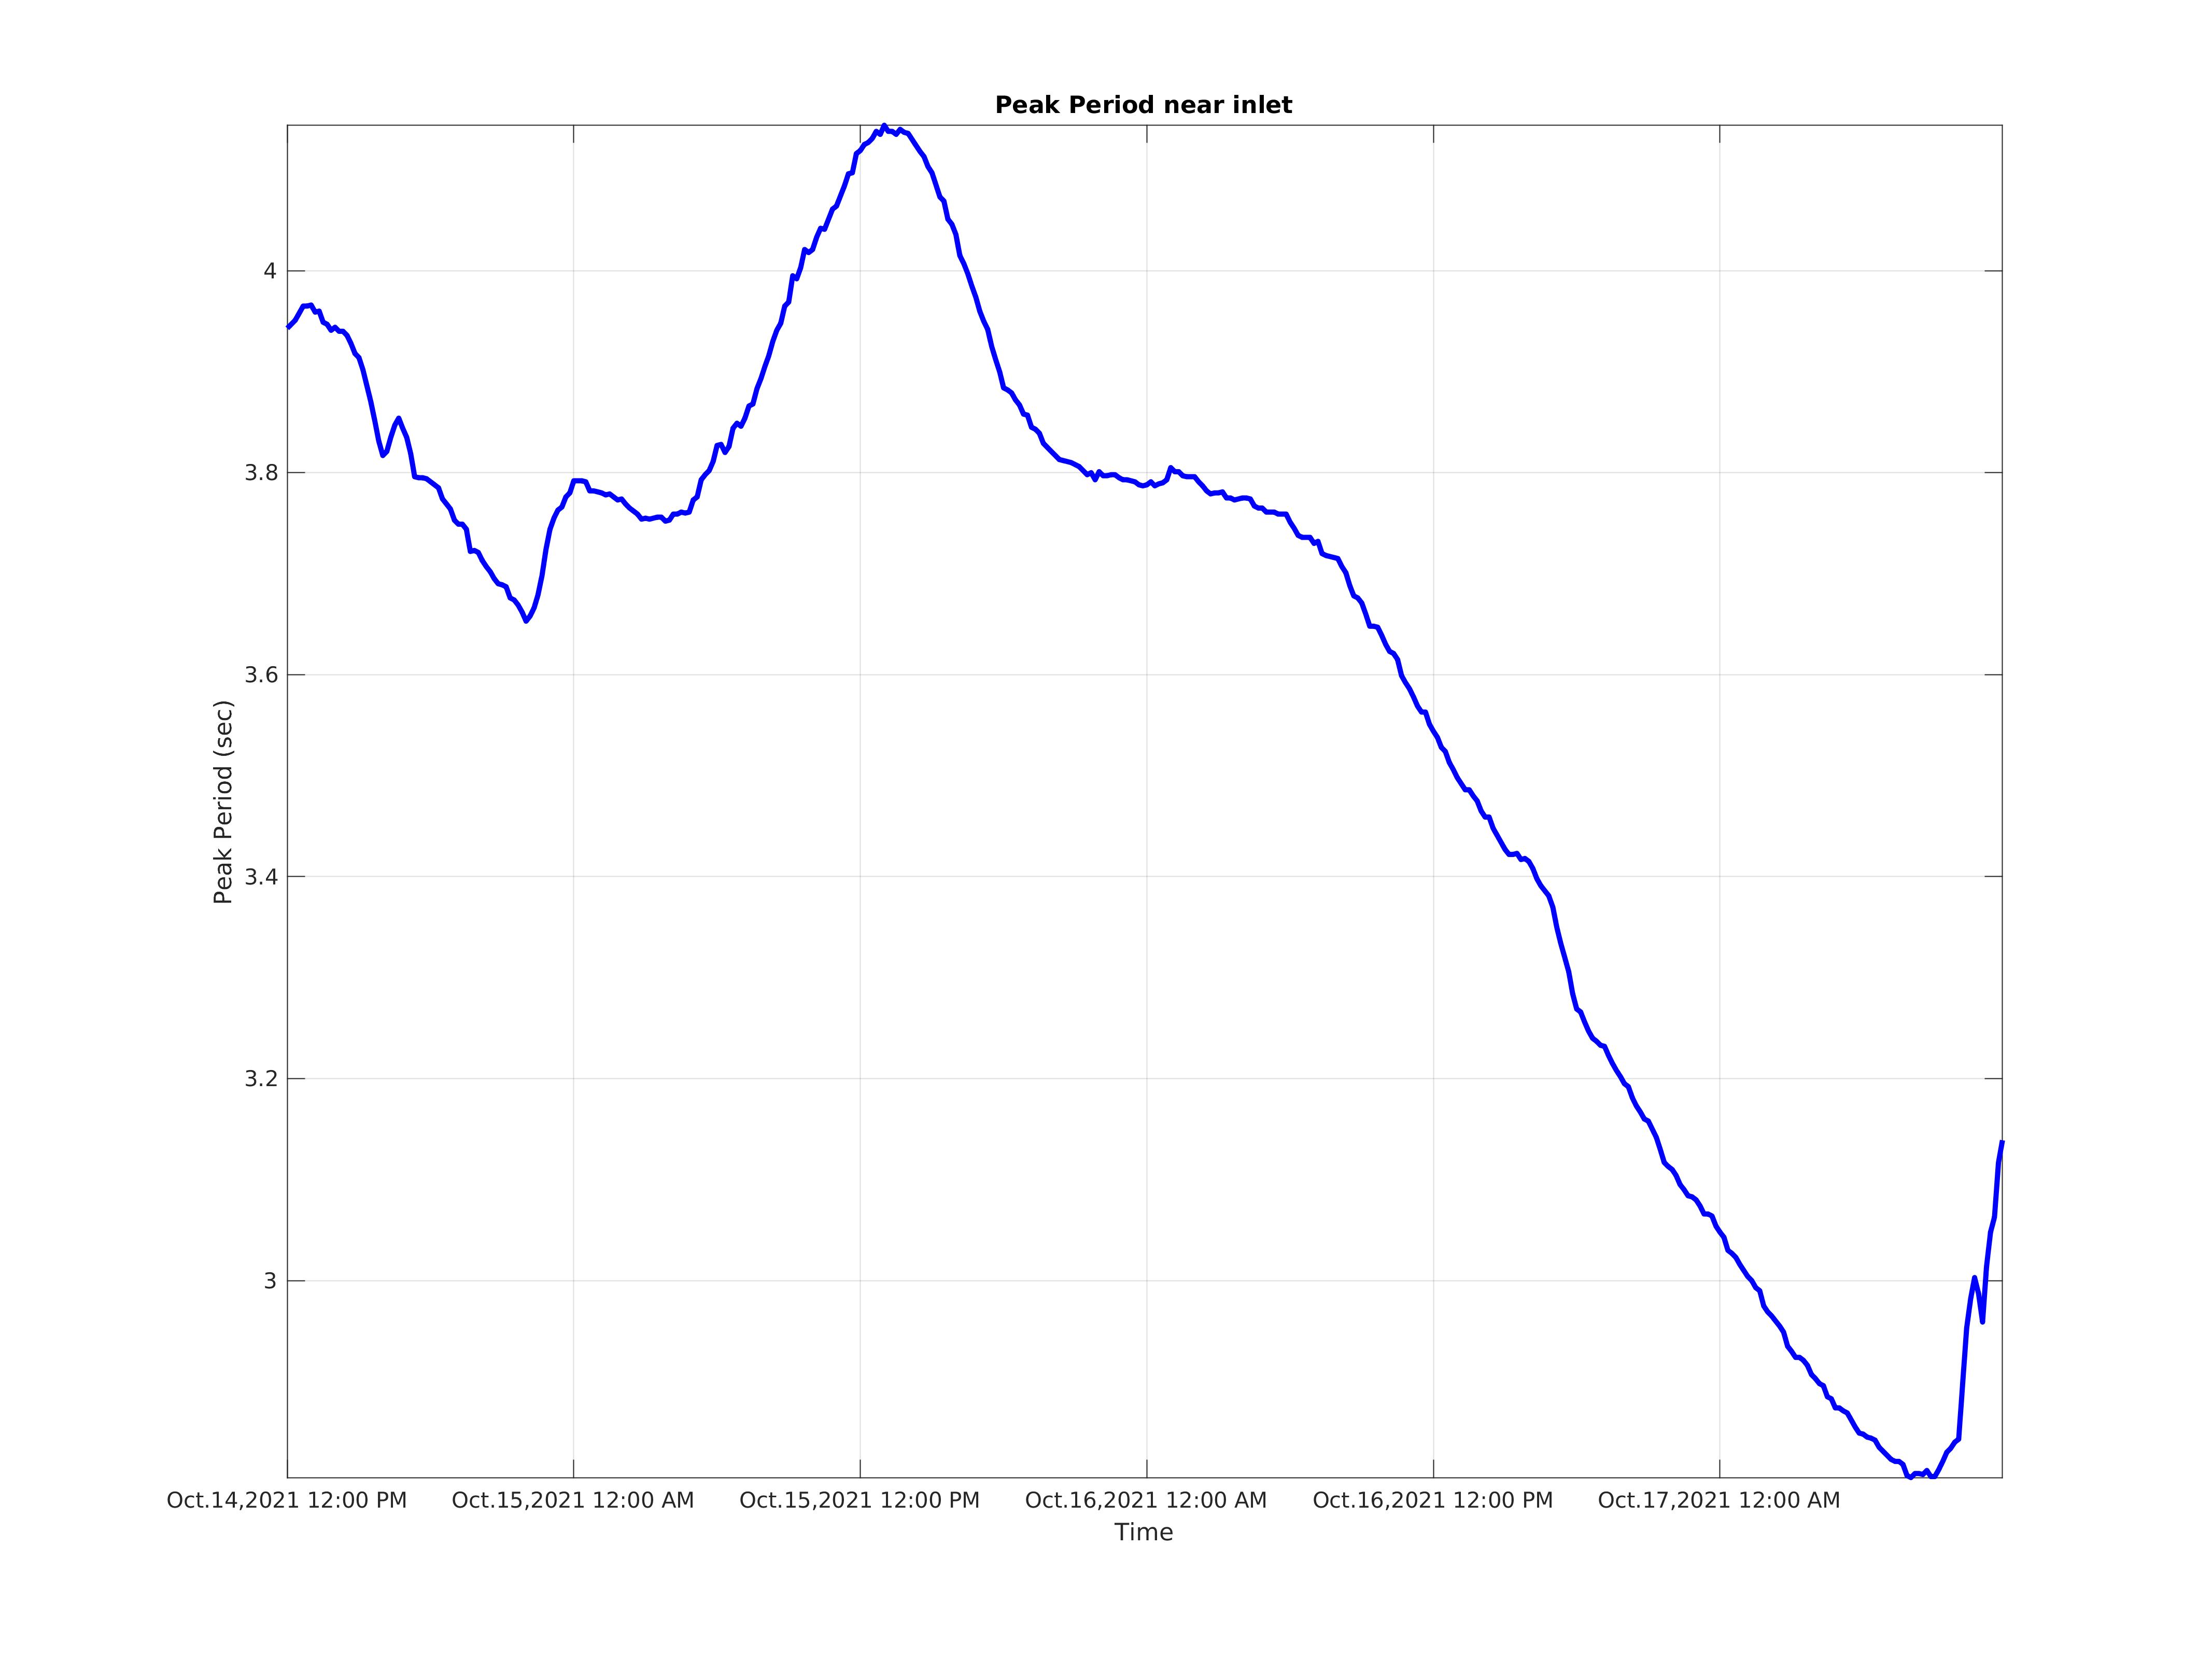 Peak Period near inlet
4
3.8
3.6
3.4
3.2
3
Peak Period (sec)
Oct.14,2021 12:00 PM Oct.15,2021 12:00 AM Oct.15,2021 12:00 PM Oct.16,2021 12:00 AM Oct.16,2021 12:00 PM Oct.17,2021 12:00 AM
Time